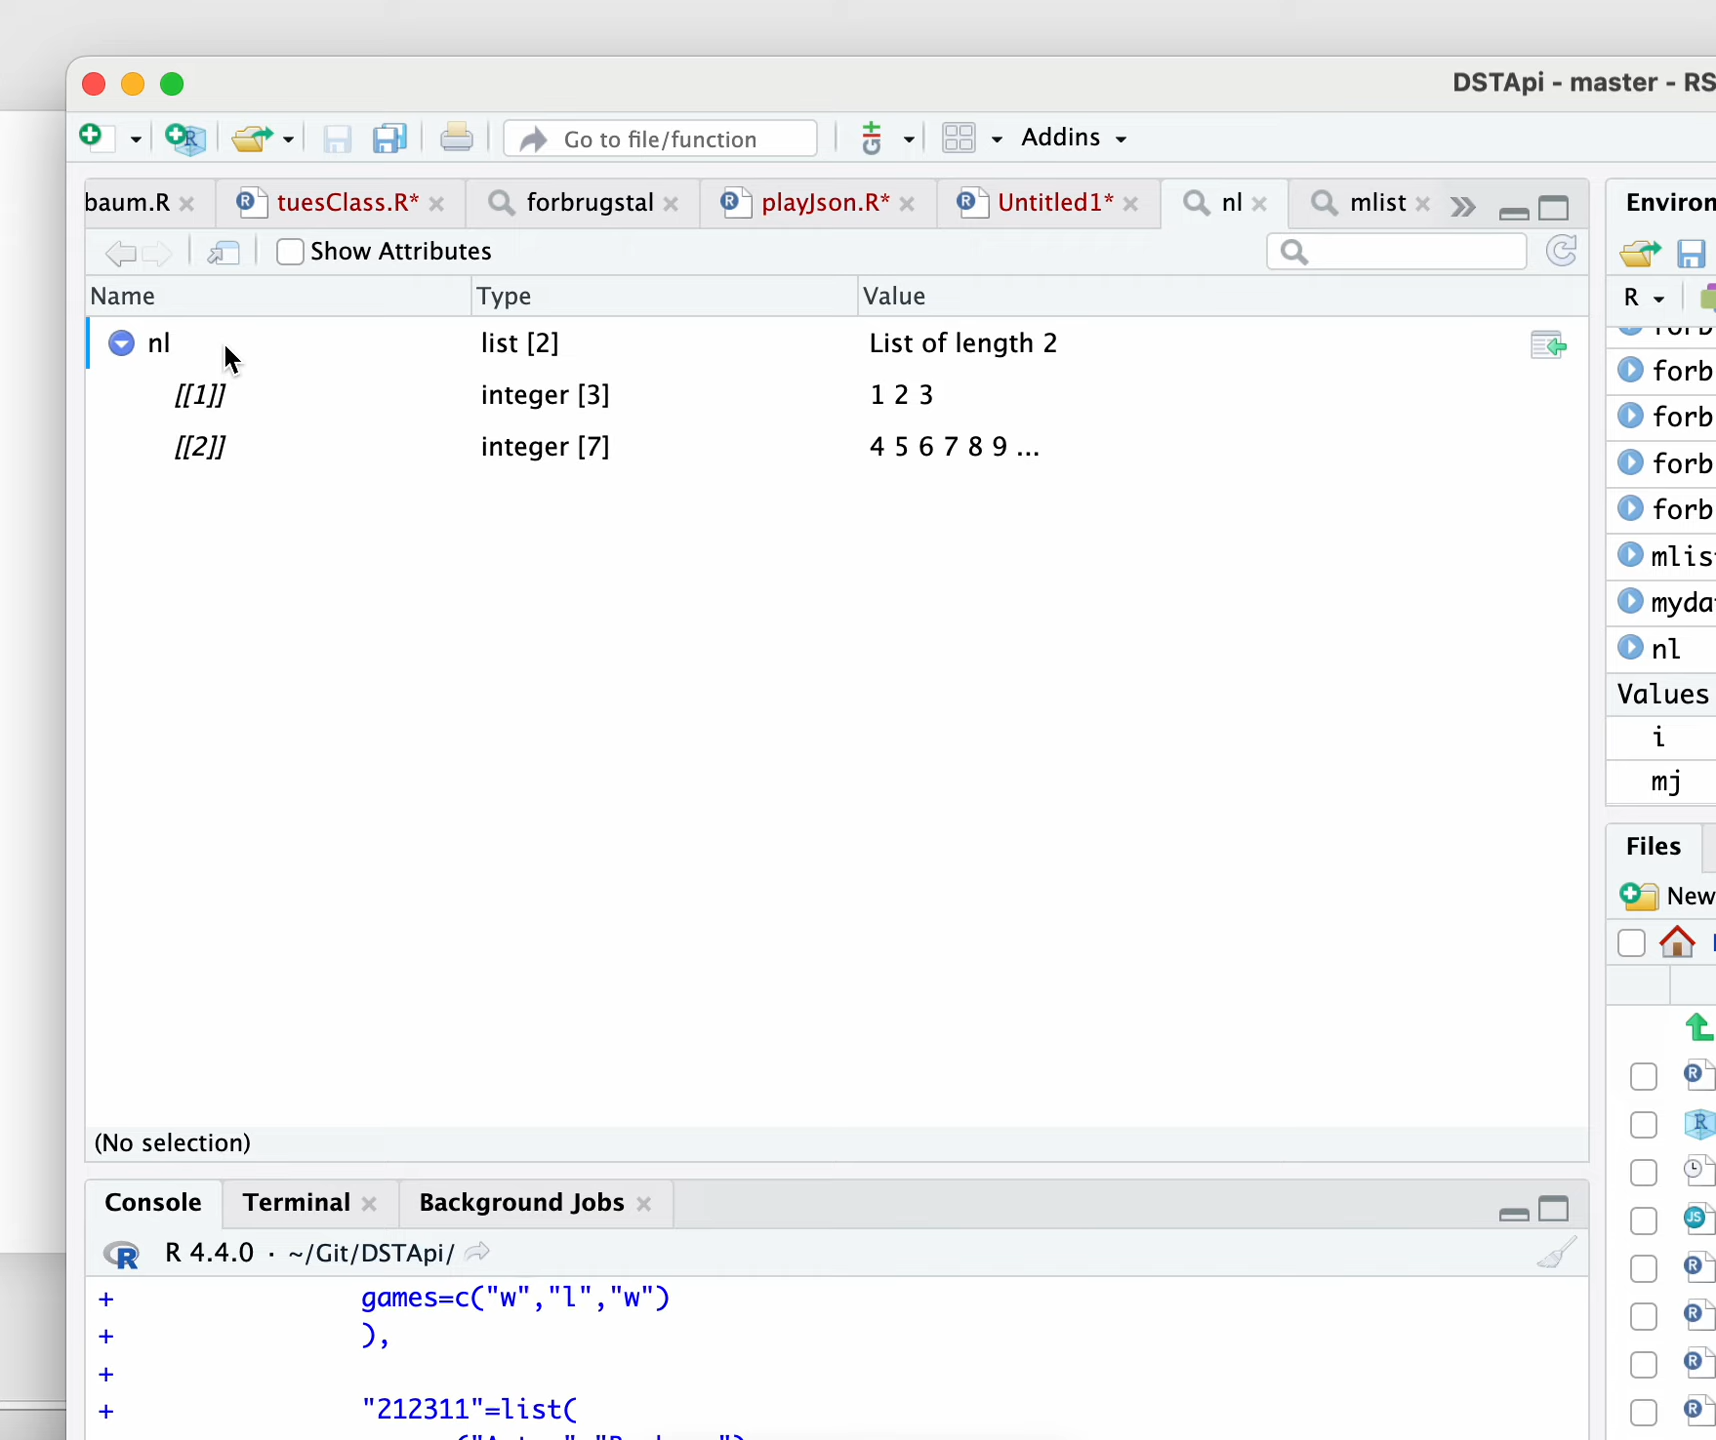 DSTApi - master - RS
Go to file/function
Addins
baum.R
tuesClass.R*
forbrugstal
playJson.R*
Untitled1*
nl
mlist
Environ
Show Attributes
Name Type Value
R
nl list [2] List of length 2
[[1]] integer [3] 1 2 3
[[2]] integer [7] 4 5 6 7 8 9 ...
forb
forb
forb
forb
mlis
myda
nl
Values
i
mj
Files
New
(No selection)
Console Terminal Background Jobs
R 4.4.0 · ~/Git/DSTApi/
+ games=c("w","l","w")
+ ),
+
+ "212311"=list(